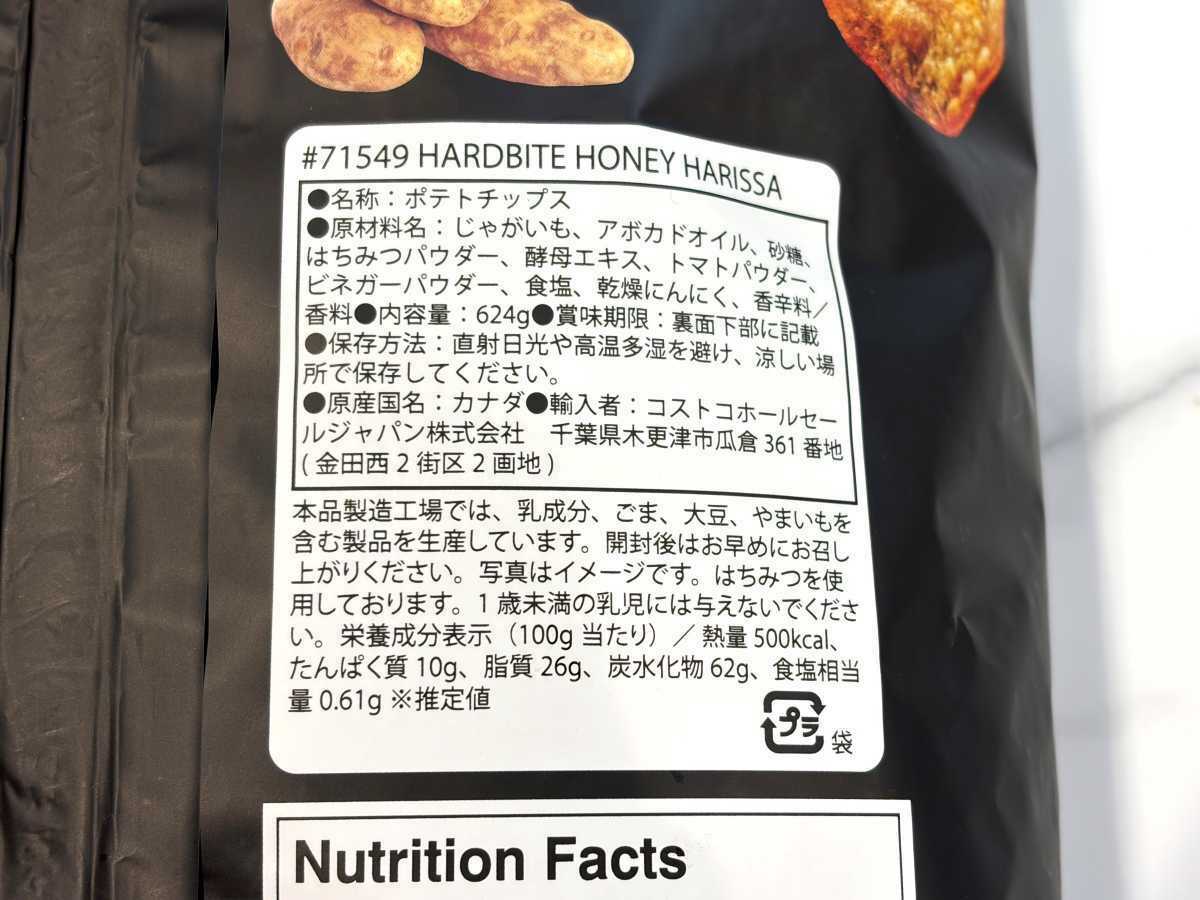 #71549 HARDBITE HONEY HARISSA
●名称：ポテトチップス
●原材料名：じゃがいも、アボカドオイル、砂糖、
はちみつパウダー、酵母エキス、トマトパウダー、
ビネガーパウダー、食塩、乾燥にんにく、香辛料／
香料●内容量：624g●賞味期限：裏面下部に記載
●保存方法：直射日光や高温多湿を避け、涼しい場
所で保存してください。
●原産国名：カナダ●輸入者：コストコホールセー
ルジャパン株式会社　千葉県木更津市瓜倉 361 番地
( 金田西 2 街区 2 画地 )
本品製造工場では、乳成分、ごま、大豆、やまいもを
含む製品を生産しています。開封後はお早めにお召し
上がりください。写真はイメージです。はちみつを使
用しております。1 歳未満の乳児には与えないでくださ
い。栄養成分表示（100g 当たり）／ 熱量 500kcal、
たんぱく質 10g、脂質 26g、炭水化物 62g、食塩相当
量 0.61g ※推定値
プラ
袋
Nutrition Facts